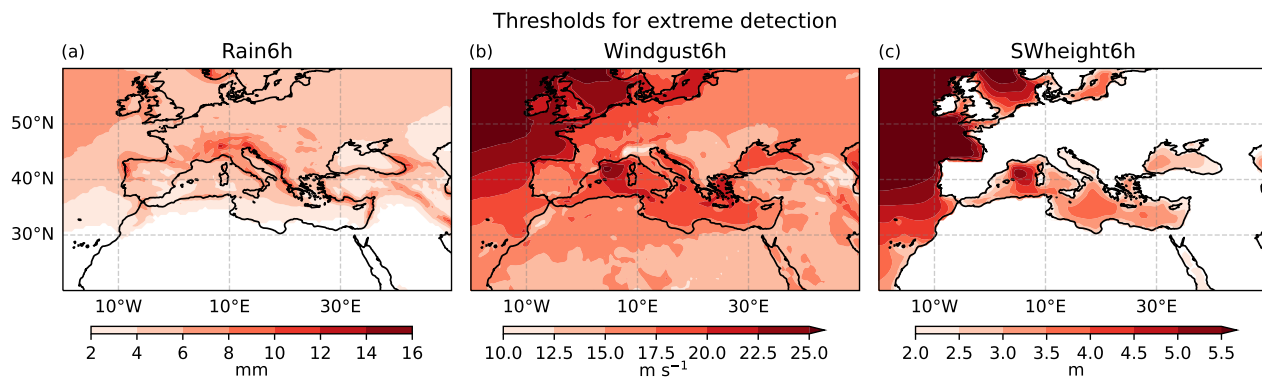 Thresholds for extreme detection
(a) Rain6h
(b) Windgust6h
(c) SWheight6h
50°N
40°N
30°N
10°W 10°E 30°E
10°W 10°E 30°E
10°W 10°E 30°E
2 4 6 8 10 12 14 16
mm
10.0 12.5 15.0 17.5 20.0 22.5 25.0
m s⁻¹
2.0 2.5 3.0 3.5 4.0 4.5 5.0 5.5
m